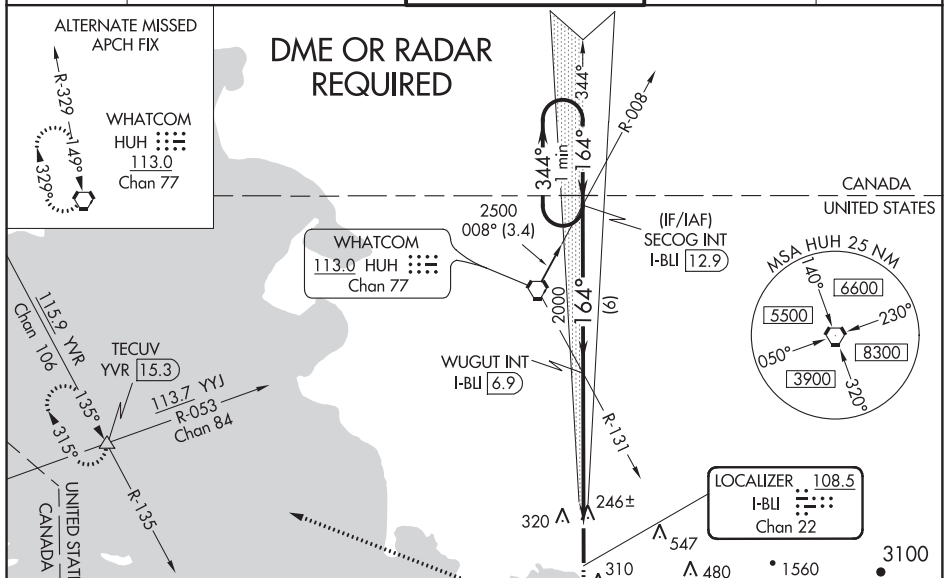 ALTERNATE MISSED
APCH FIX
R-329
149°
329°
WHATCOM
HUH
113.0
Chan 77
DME OR RADAR
REQUIRED
344°
R-008
344°
1 min
164°
CANADA
UNITED STATES
2500
008° (3.4)
(IF/IAF)
SECOG INT
I-BLI 12.9
WHATCOM
113.0 HUH
Chan 77
2000
164°
(6)
MSA HUH 25 NM
140°
6600
5500
230°
050°
8300
3900
320°
115.9 YVR
Chan 106
TECUV
YVR 15.3
135°
315°
113.7 YYJ
R-053
Chan 84
WUGUT INT
I-BLI 6.9
R-131
R-135
UNITED STATE
CANADA
LOCALIZER 108.5
I-BLI
Chan 22
320
246±
547
310
480
1560
3100